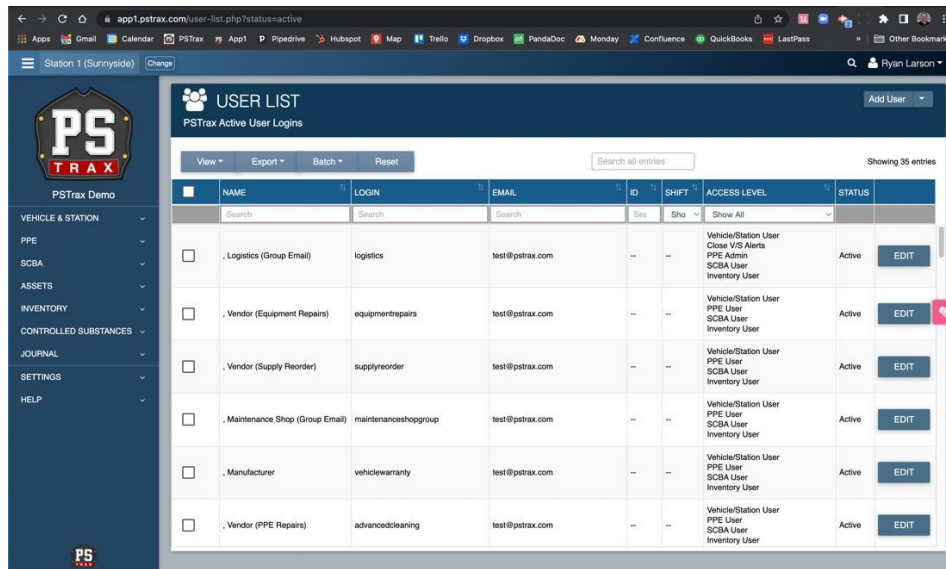 app1.pstrax.com/user-list.php?status=active
Apps Gmail Calendar PSTrax App1 Pipedrive Hubspot Map Trello Dropbox PandaDoc Monday Confluence QuickBooks LastPass » Other Bookmark
Station 1 (Sunnyside) Change Ryan Larson
PS
TRAX
PSTrax Demo
VEHICLE & STATION
PPE
SCBA
ASSETS
INVENTORY
CONTROLLED SUBSTANCES
JOURNAL
SETTINGS
HELP
PS
TRAX
USER LIST
PSTrax Active User Logins
Add User
View Export Batch Reset Search all entries Showing 35 entries
NAME LOGIN EMAIL ID SHIFT ACCESS LEVEL STATUS
Search Search Search Sea Sho Show All
, Logistics (Group Email) logistics test@pstrax.com -- --
Vehicle/Station User
Close V/S Alerts
PPE Admin
SCBA User
Inventory User
Active EDIT
, Vendor (Equipment Repairs) equipmentrepairs test@pstrax.com -- --
Vehicle/Station User
PPE User
SCBA User
Inventory User
Active EDIT
, Vendor (Supply Reorder) supplyreorder test@pstrax.com -- --
Vehicle/Station User
PPE User
SCBA User
Inventory User
Active EDIT
, Maintenance Shop (Group Email) maintenanceshopgroup test@pstrax.com -- --
Vehicle/Station User
PPE User
SCBA User
Inventory User
Active EDIT
, Manufacturer vehiclewarranty test@pstrax.com -- --
Vehicle/Station User
PPE User
SCBA User
Inventory User
Active EDIT
, Vendor (PPE Repairs) advancedcleaning test@pstrax.com -- --
Vehicle/Station User
PPE User
SCBA User
Inventory User
Active EDIT